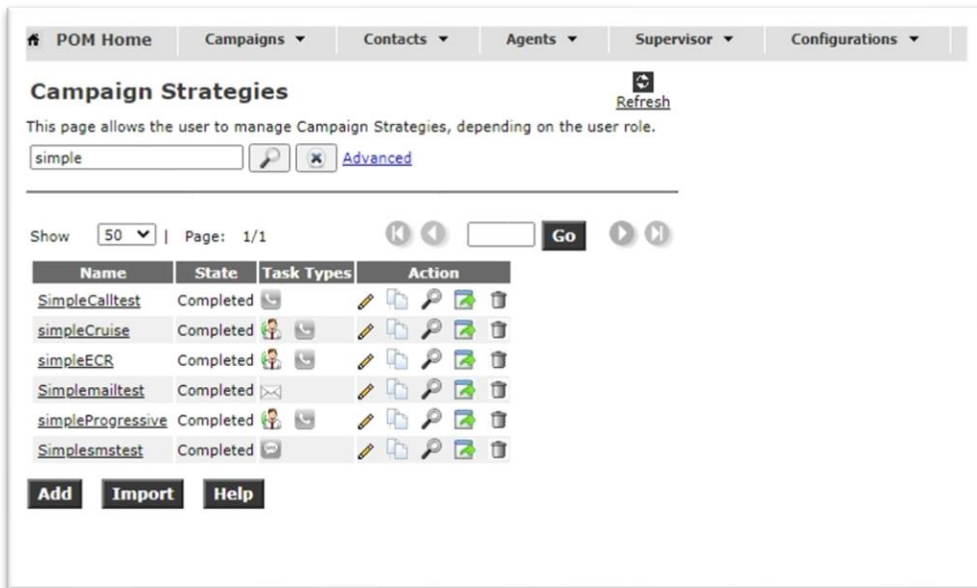 POM Home Campaigns Contacts Agents Supervisor Configurations
Campaign Strategies
Refresh
This page allows the user to manage Campaign Strategies, depending on the user role.
simple Advanced
Show 50 | Page: 1/1 Go
Name State Task Types Action
SimpleCalltest Completed
simpleCruise Completed
simpleECR Completed
Simplemailtest Completed
simpleProgressive Completed
Simplesmstest Completed
Add Import Help